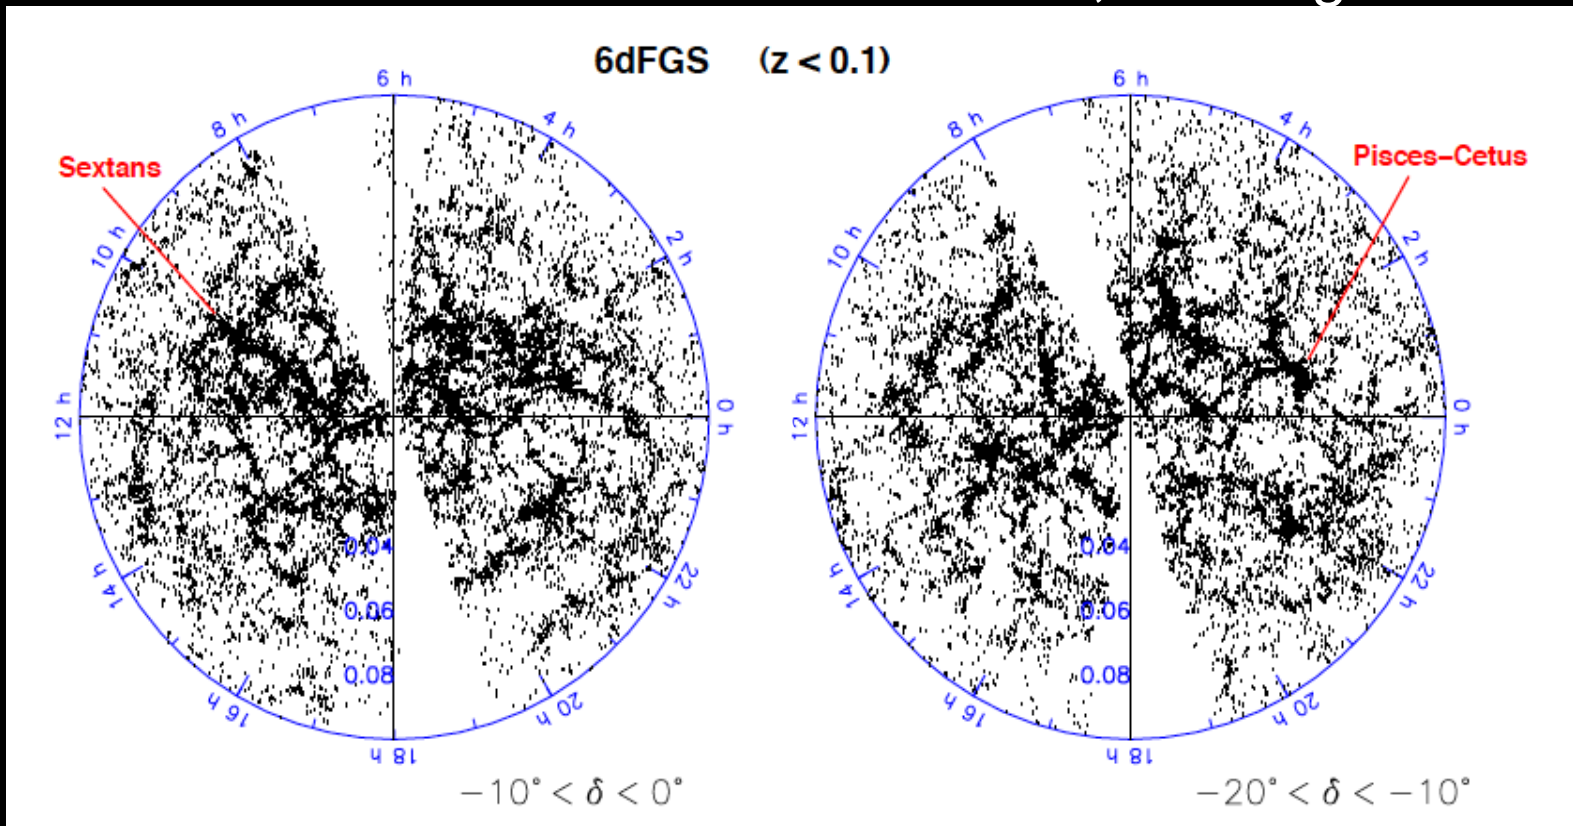 6dFGS (z < 0.1)
6 h
8 h
4 h
Sextans
10 h
2 h
12 h
0 h
0.04
14 h
22 h
0.06
0.08
16 h
20 h
18 h
−10° < δ < 0°
6 h
8 h
4 h
Pisces−Cetus
10 h
2 h
12 h
0 h
0.04
14 h
22 h
0.06
0.08
16 h
20 h
18 h
−20° < δ < −10°